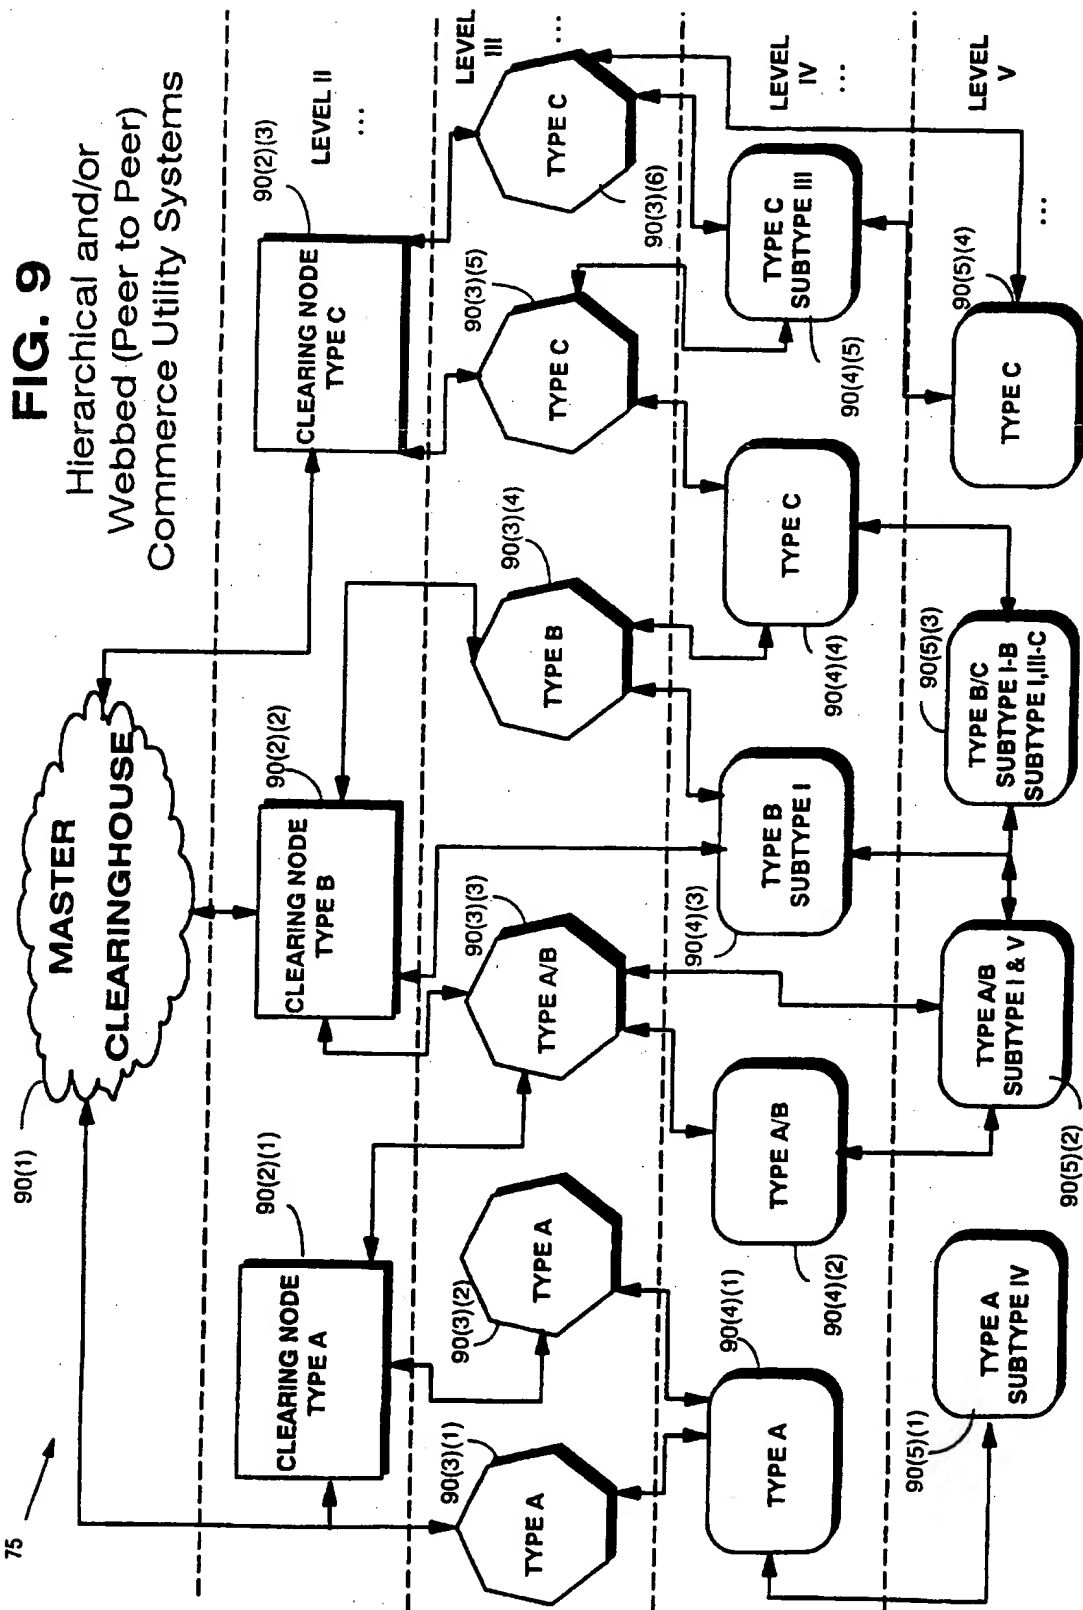 FIG. 9
Hierarchical and/or
Webbed (Peer to Peer)
Commerce Utility Systems
75
90(1)
MASTER
CLEARINGHOUSE
LEVEL II
...
90(2)(1)
CLEARING NODE
TYPE A
90(2)(2)
CLEARING NODE
TYPE B
90(2)(3)
CLEARING NODE
TYPE C
LEVEL
III
...
90(3)(1)
TYPE A
90(3)(2)
TYPE A
90(3)(3)
TYPE A/B
90(3)(4)
TYPE B
90(3)(5)
TYPE C
90(3)(6)
TYPE C
LEVEL
IV
...
90(4)(1)
TYPE A
90(4)(2)
TYPE A/B
90(4)(3)
TYPE B
SUBTYPE I
90(4)(4)
TYPE C
90(4)(5)
TYPE C
SUBTYPE III
LEVEL
V
...
90(5)(1)
TYPE A
SUBTYPE IV
90(5)(2)
TYPE A/B
SUBTYPE I & V
90(5)(3)
TYPE B/C
SUBTYPE I-B
SUBTYPE I,III-C
90(5)(4)
TYPE C